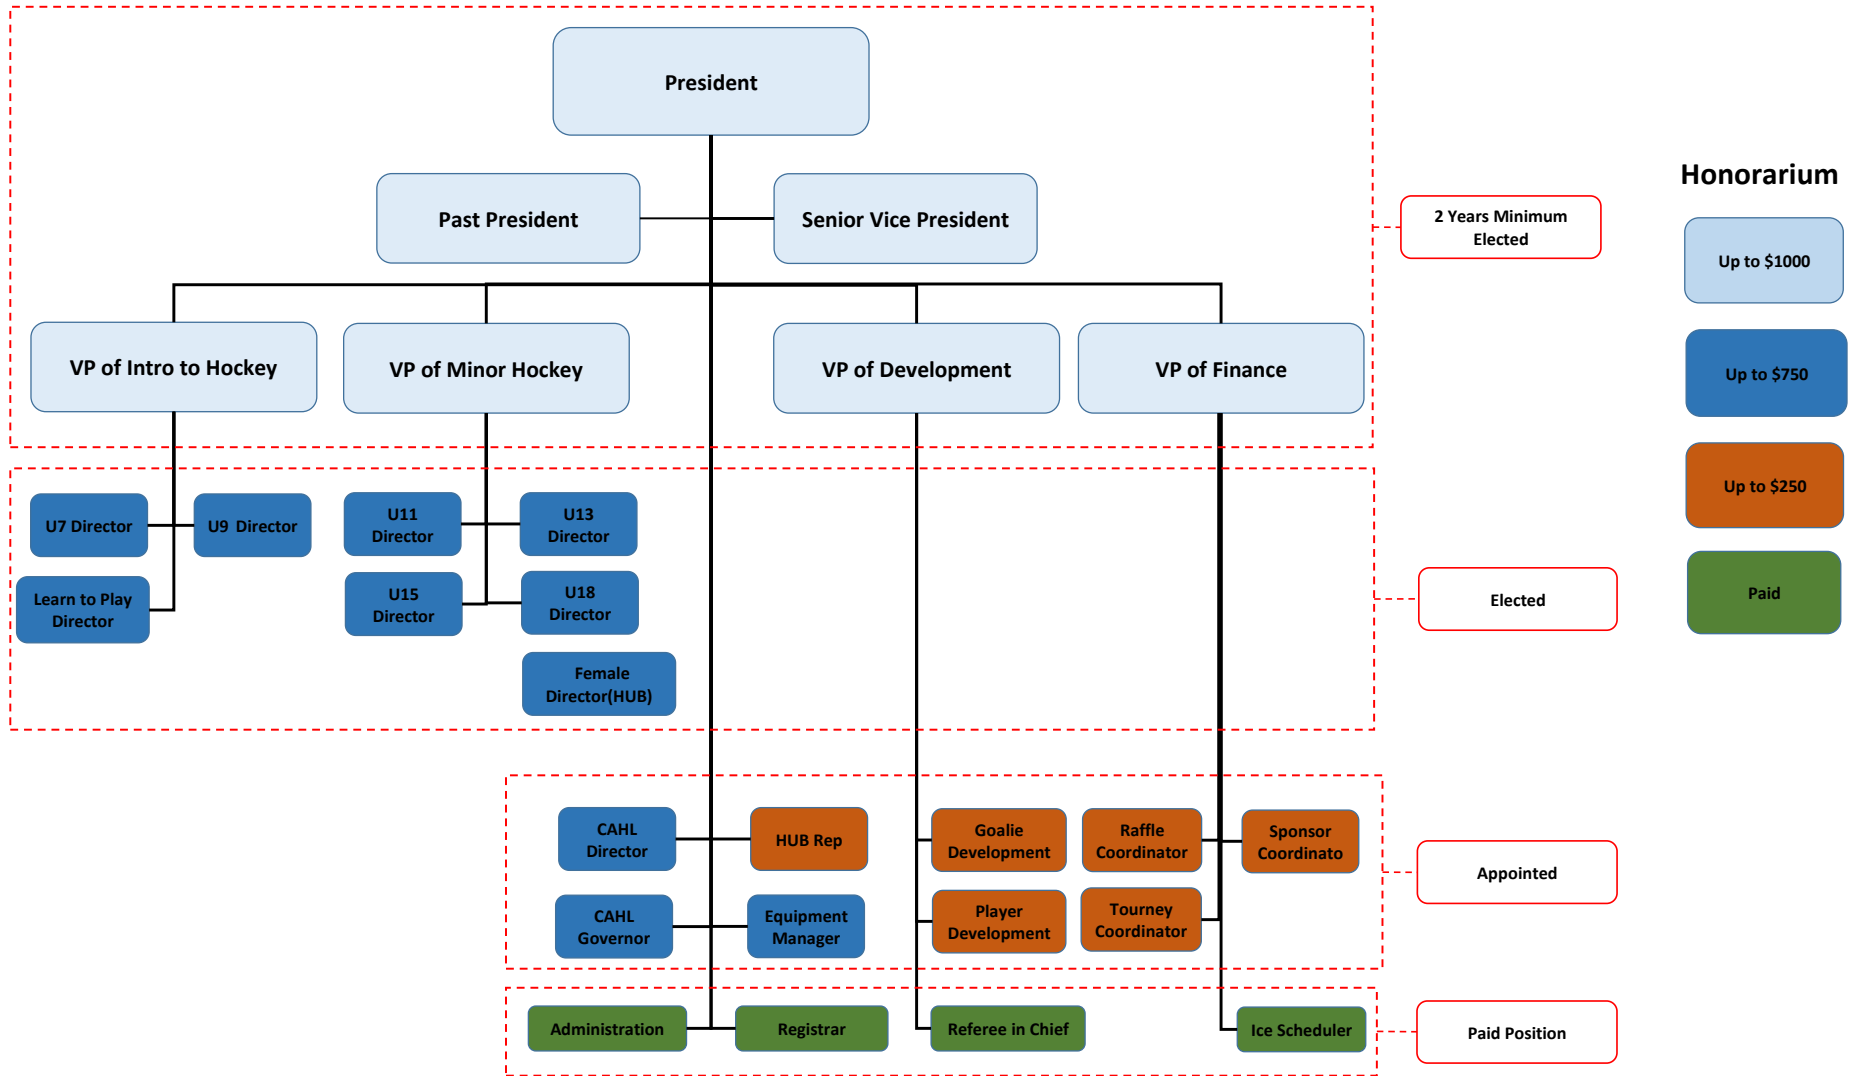 President
Honorarium
Past President
Senior Vice President
2 Years Minimum
Elected
Up to $1000
VP of Intro to Hockey
VP of Minor Hockey
VP of Development
VP of Finance
Up to $750
Up to $250
U7 Director
U9 Director
U11
Director
U13
Director
Learn to Play
Director
U15
Director
U18
Director
Elected
Paid
Female
Director(HUB)
CAHL
Director
HUB Rep
Goalie
Development
Raffle
Coordinator
Sponsor
Coordinato
Appointed
CAHL
Governor
Equipment
Manager
Player
Development
Tourney
Coordinator
Administration
Registrar
Referee in Chief
Ice Scheduler
Paid Position